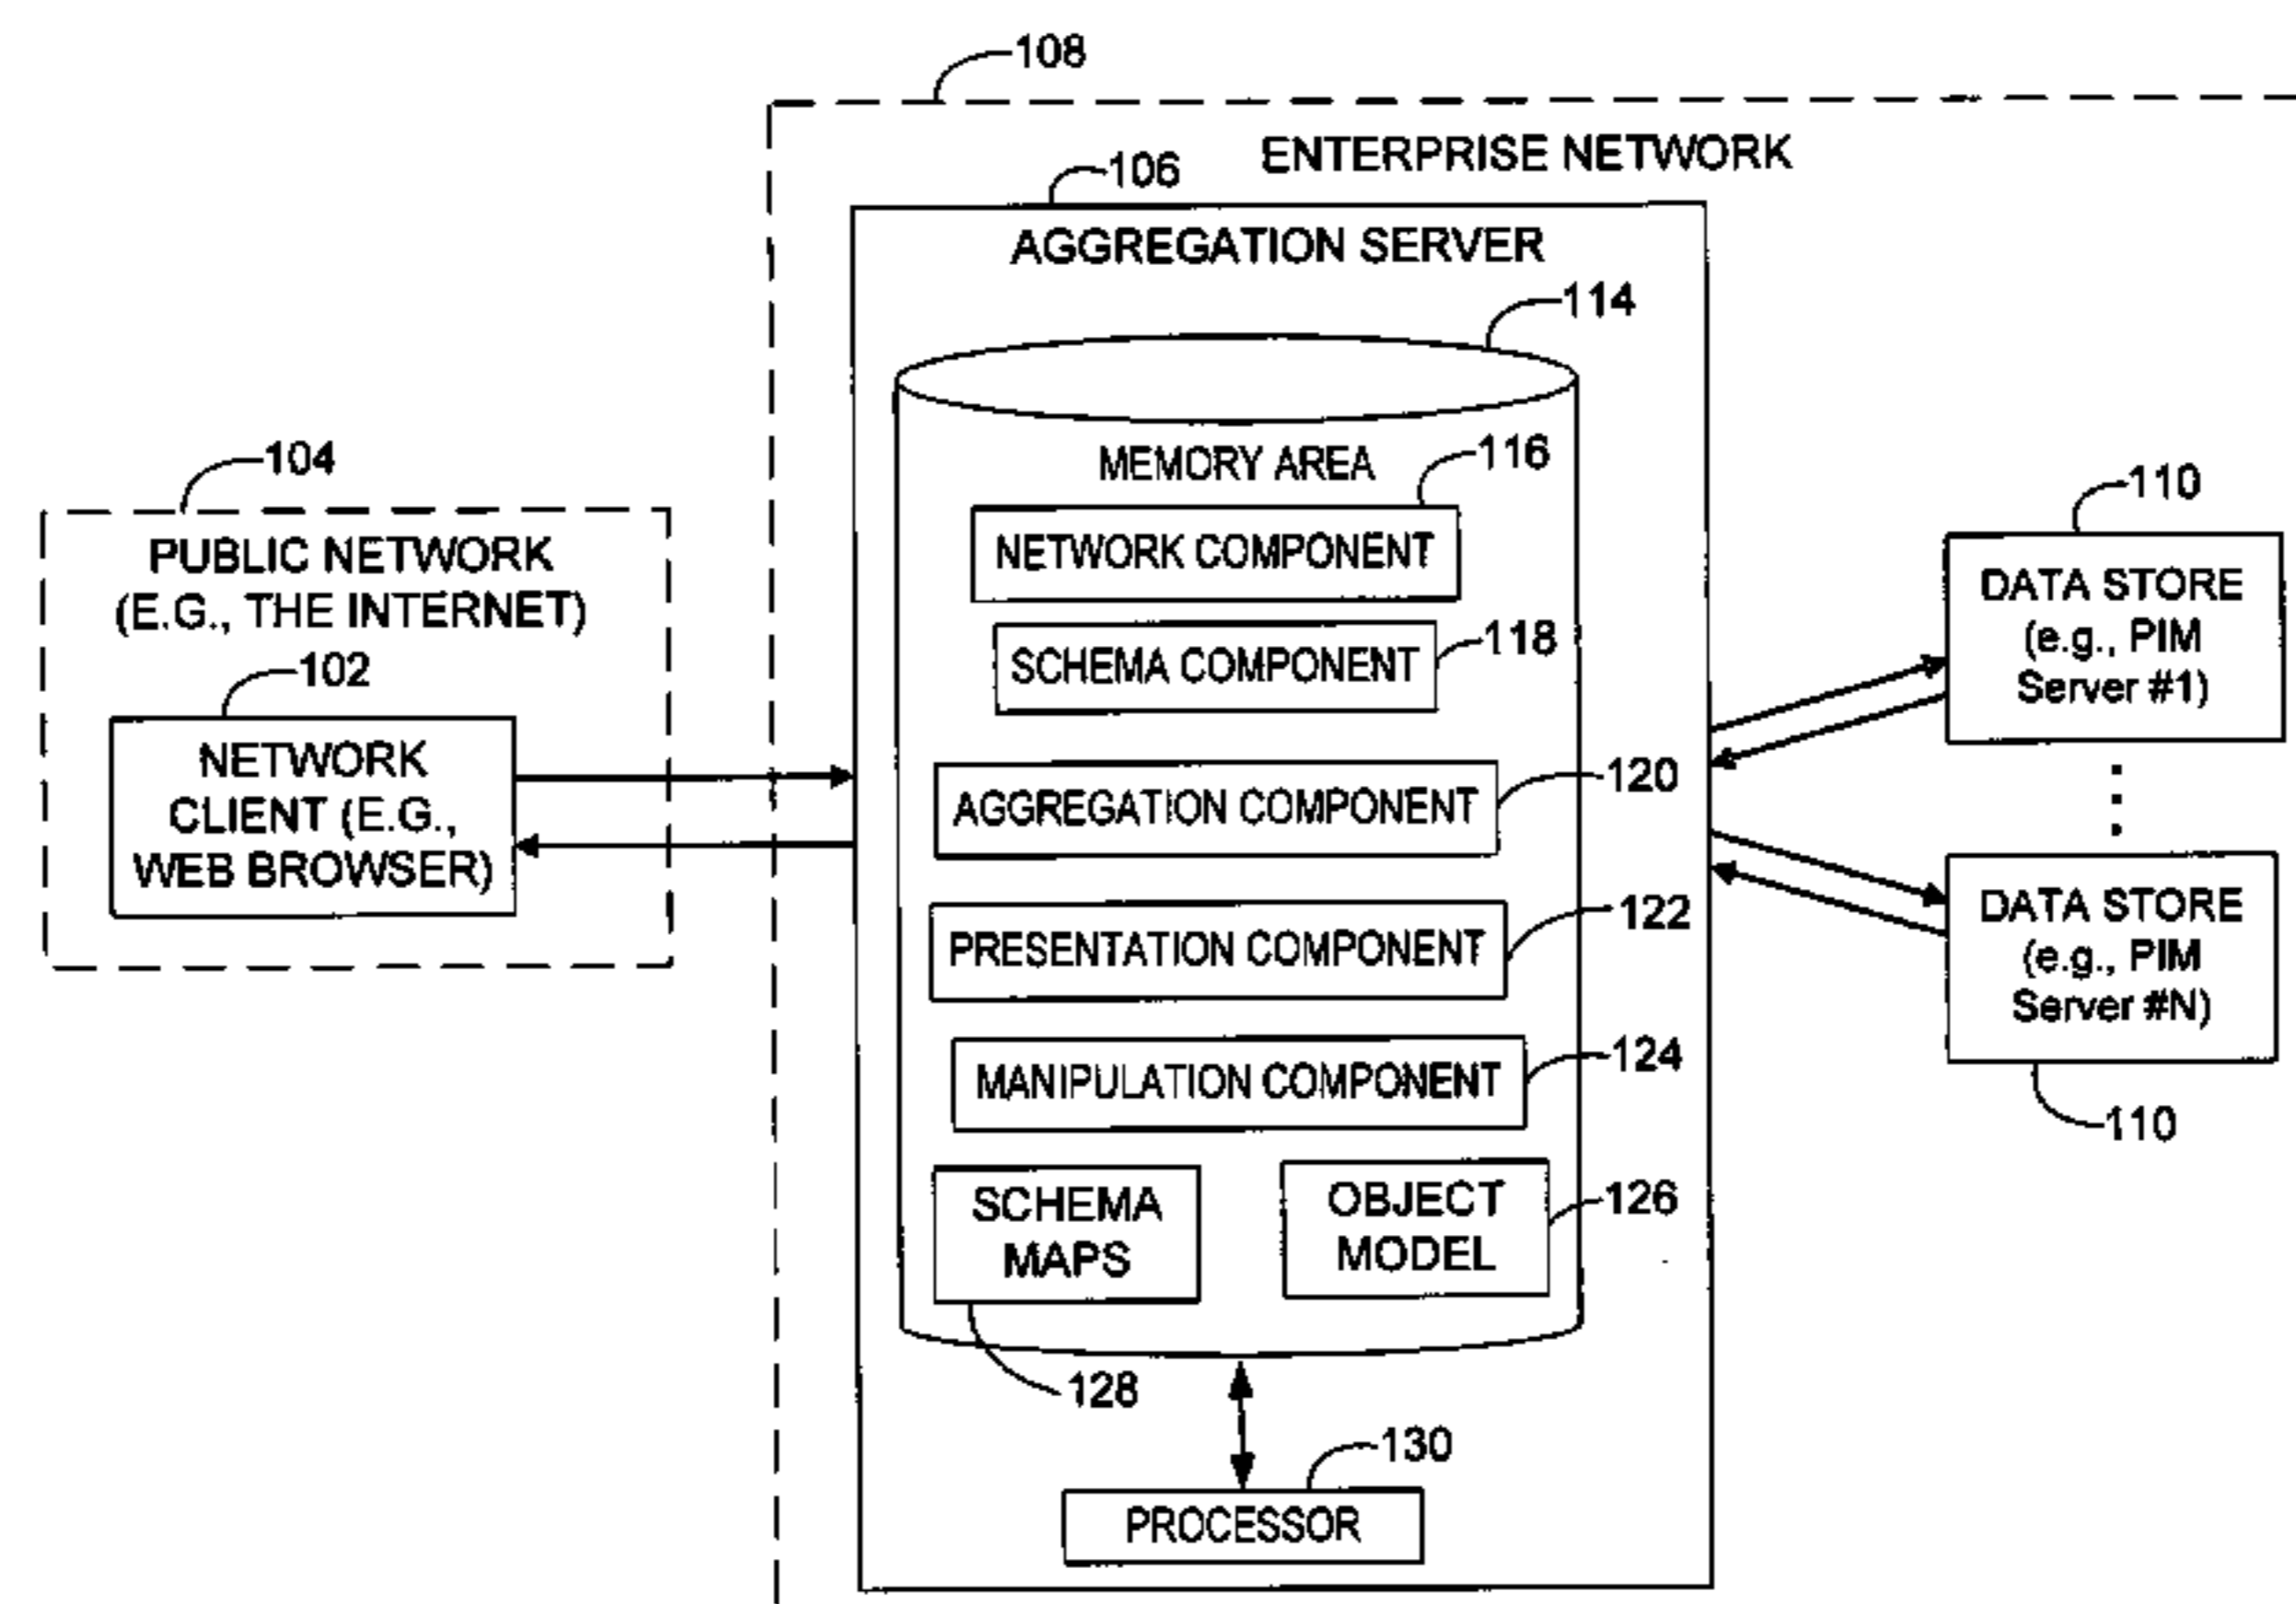 108
ENTERPRISE NETWORK
106
AGGREGATION SERVER
114
MEMORY AREA
116
NETWORK COMPONENT
118
SCHEMA COMPONENT
120
AGGREGATION COMPONENT
122
PRESENTATION COMPONENT
124
MANIPULATION COMPONENT
SCHEMA
MAPS
128
OBJECT
MODEL
126
130
PROCESSOR
104
PUBLIC NETWORK
(E.G., THE INTERNET)
102
NETWORK
CLIENT (E.G.,
WEB BROWSER)
110
DATA STORE
(e.g., PIM
Server #1)
DATA STORE
(e.g., PIM
Server #N)
110